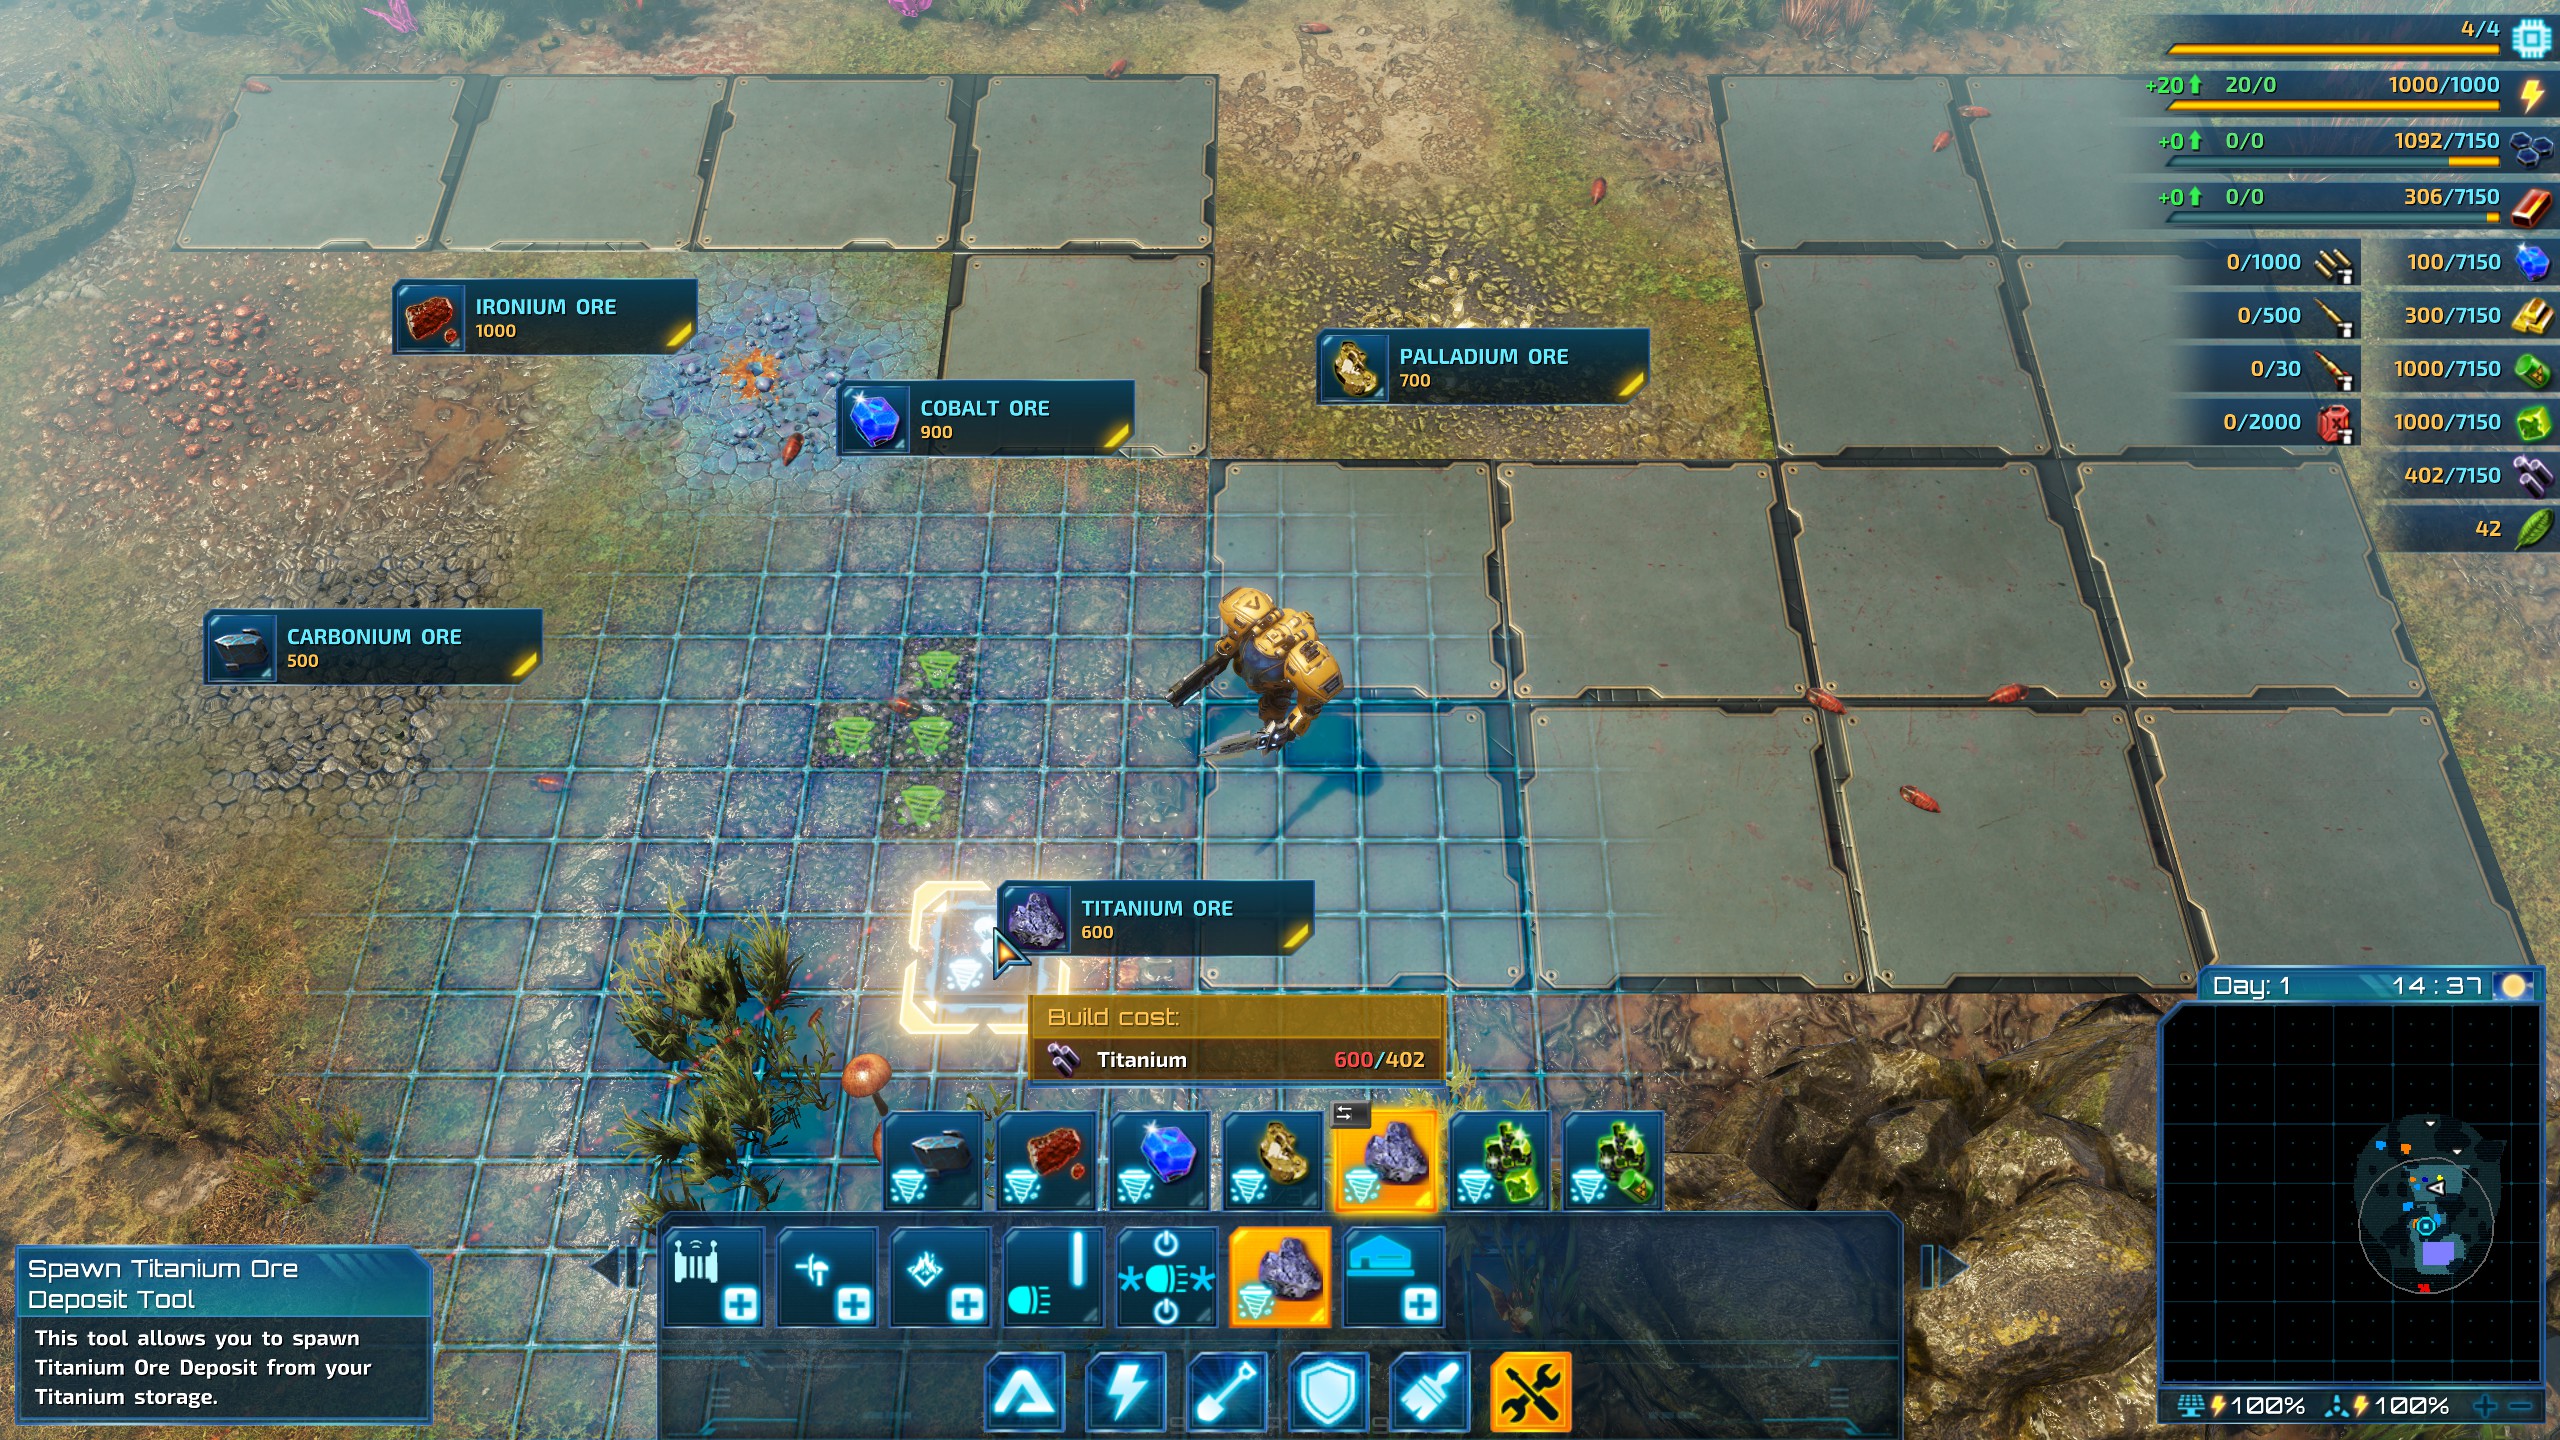 4/4
+20 20/0 1000/1000
+0 0/0 1092/7150
+0 0/0 306/7150
0/1000 100/7150
0/500 300/7150
0/30 1000/7150
0/2000 1000/7150
402/7150
42
IRONIUM ORE
1000
PALLADIUM ORE
700
COBALT ORE
900
CARBONIUM ORE
500
TITANIUM ORE
600
Build cost:
Titanium 600/402
Day: 1 14:37
100% 100%
Spawn Titanium Ore
Deposit Tool
This tool allows you to spawn
Titanium Ore Deposit from your
Titanium storage.